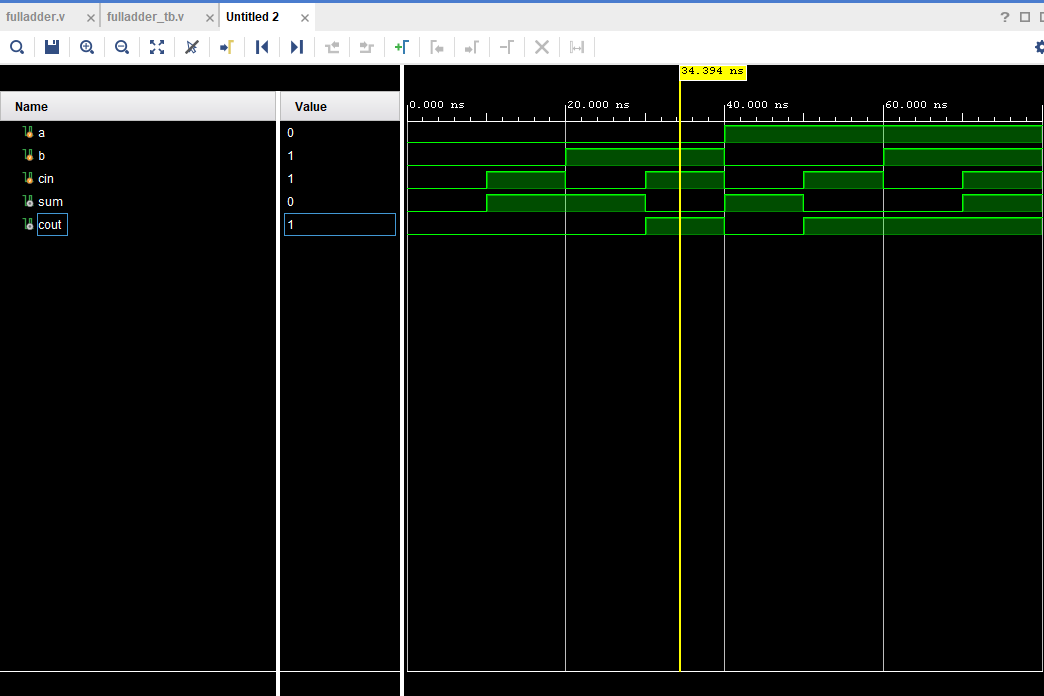 fulladder.v fulladder_tb.v Untitled 2
?
34.394 ns
Name Value 0.000 ns 20.000 ns 40.000 ns 60.000 ns
a 0
b 1
cin 1
sum 0
cout 1